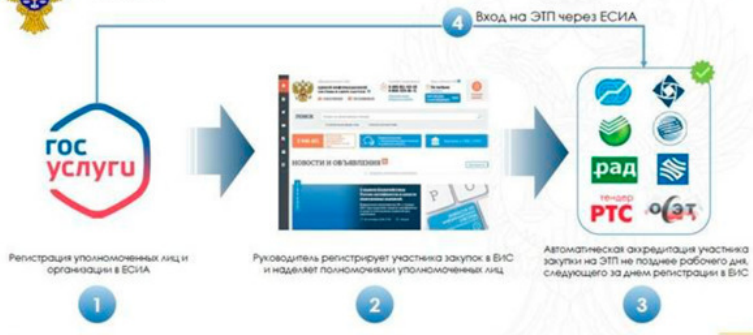 4
Вход на ЭТП через ЕСИА
гос
услуги
ПОИСК
НОВОСТИ И ОБЪЯВЛЕНИЯ
.рад
тендер
РТС
Регистрация уполномоченных лиц и
организации в ЕСИА
1
Руководитель регистрирует участника закупок в ЕИС
и наделяет полномочиями уполномоченных лиц
2
Автоматическая аккредитация участника
закупки на ЭТП не позднее рабочего дня,
следующего за днем регистрации в ЕИС
3